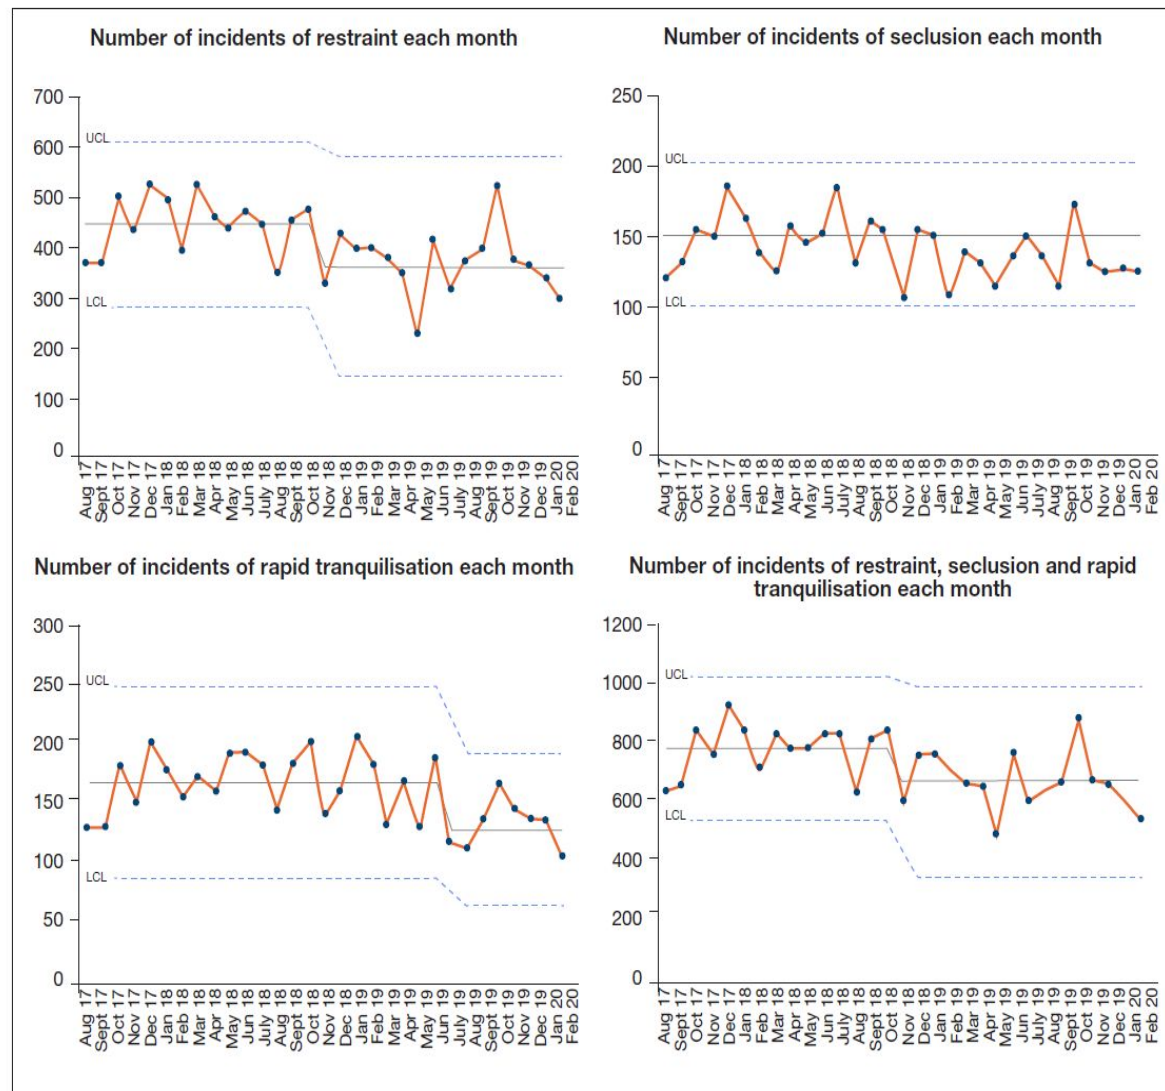 Number of incidents of restraint each month
700
600
500
400
300
200
100
0
UCL
LCL
Aug 17
Sept 17
Oct 17
Nov 17
Dec 17
Jan 18
Feb 18
Mar 18
Apr 18
May 18
Jun 18
July 18
Aug 18
Sept 18
Oct 18
Nov 18
Dec 18
Jan 19
Feb 19
Mar 19
Apr 19
May 19
Jun 19
July 19
Aug 19
Sept 19
Oct 19
Nov 19
Dec 19
Jan 20
Feb 20
Number of incidents of seclusion each month
250
200
150
100
50
0
UCL
LCL
Aug 17
Sept 17
Oct 17
Nov 17
Dec 17
Jan 18
Feb 18
Mar 18
Apr 18
May 18
Jun 18
July 18
Aug 18
Sept 18
Oct 18
Nov 18
Dec 18
Jan 19
Feb 19
Mar 19
Apr 19
May 19
Jun 19
July 19
Aug 19
Sept 19
Oct 19
Nov 19
Dec 19
Jan 20
Feb 20
Number of incidents of rapid tranquilisation each month
300
250
200
150
100
50
0
UCL
LCL
Aug 17
Sept 17
Oct 17
Nov 17
Dec 17
Jan 18
Feb 18
Mar 18
Apr 18
May 18
Jun 18
July 18
Aug 18
Sept 18
Oct 18
Nov 18
Dec 18
Jan 19
Feb 19
Mar 19
Apr 19
May 19
Jun 19
July 19
Aug 19
Sept 19
Oct 19
Nov 19
Dec 19
Jan 20
Feb 20
Number of incidents of restraint, seclusion and rapid
tranquilisation each month
1200
1000
800
600
400
200
0
UCL
LCL
Aug 17
Sept 17
Oct 17
Nov 17
Dec 17
Jan 18
Feb 18
Mar 18
Apr 18
May 18
Jun 18
July 18
Aug 18
Sept 18
Oct 18
Nov 18
Dec 18
Jan 19
Feb 19
Mar 19
Apr 19
May 19
Jun 19
July 19
Aug 19
Sept 19
Oct 19
Nov 19
Dec 19
Jan 20
Feb 20